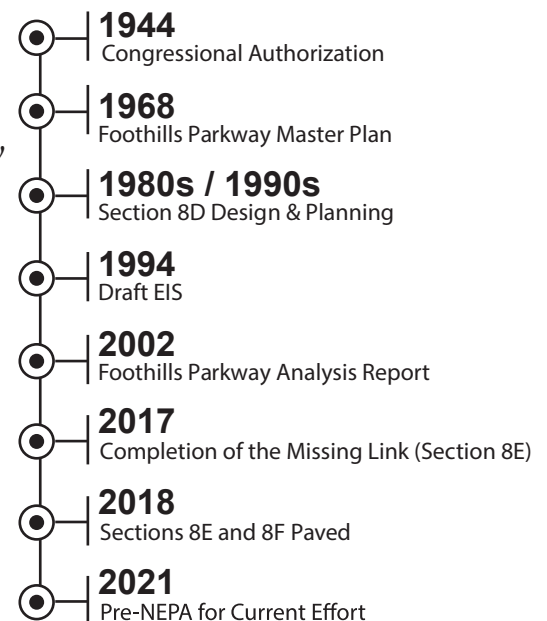 1944
Congressional Authorization
1968
Foothills Parkway Master Plan
1980s / 1990s
Section 8D Design & Planning
1994
Draft EIS
2002
Foothills Parkway Analysis Report
2017
Completion of the Missing Link (Section 8E)
2018
Sections 8E and 8F Paved
2021
Pre-NEPA for Current Effort